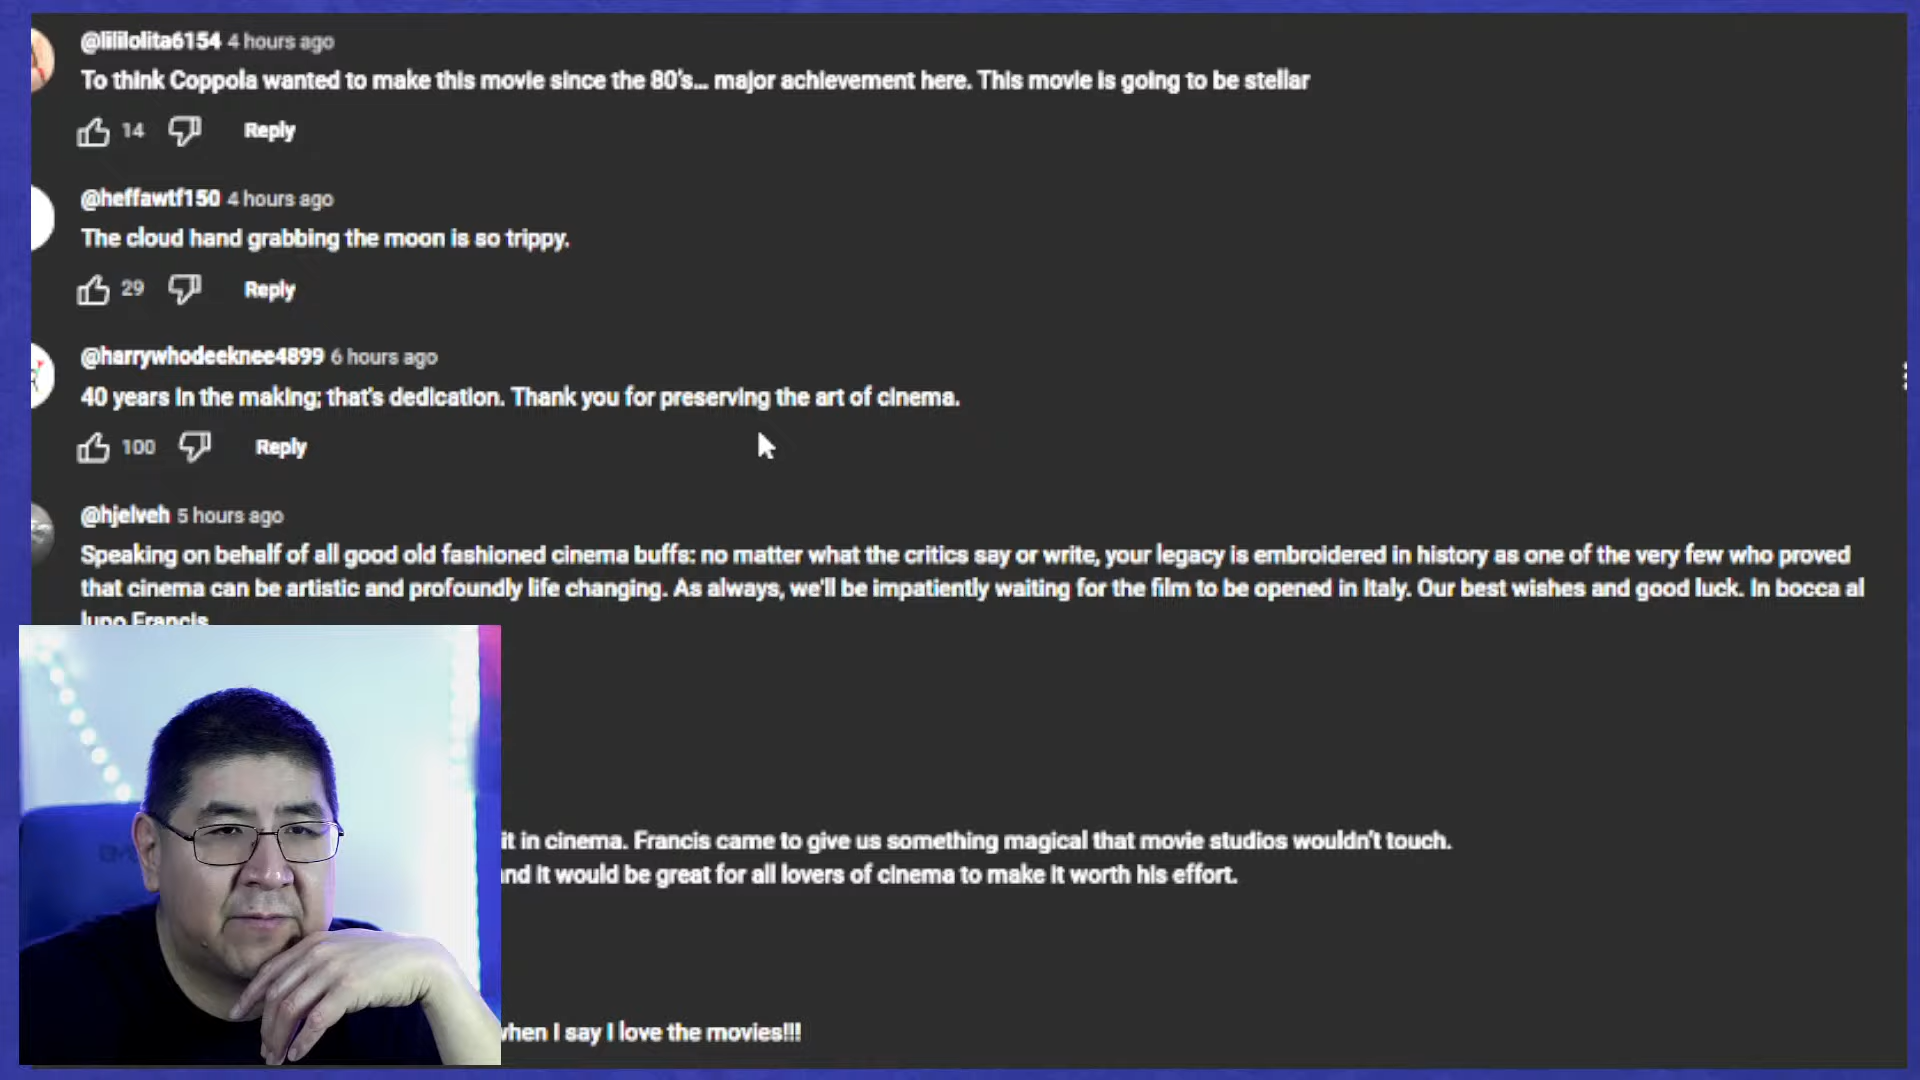 @lililolita6154 4 hours ago
To think Coppola wanted to make this movie since the 80's... major achievement here. This movie is going to be stellar
14 Reply
@heffawtf150 4 hours ago
The cloud hand grabbing the moon is so trippy.
29 Reply
@harrywhodeeknee4899 6 hours ago
40 years in the making; that's dedication. Thank you for preserving the art of cinema.
100 Reply
@hjelveh 5 hours ago
Speaking on behalf of all good old fashioned cinema buffs: no matter what the critics say or write, your legacy is embroidered in history as one of the very few who proved
that cinema can be artistic and profoundly life changing. As always, we'll be impatiently waiting for the film to be opened in Italy. Our best wishes and good luck. In bocca al
lupo Francis
it in cinema. Francis came to give us something magical that movie studios wouldn't touch.
and it would be great for all lovers of cinema to make it worth his effort.
when I say I love the movies!!!